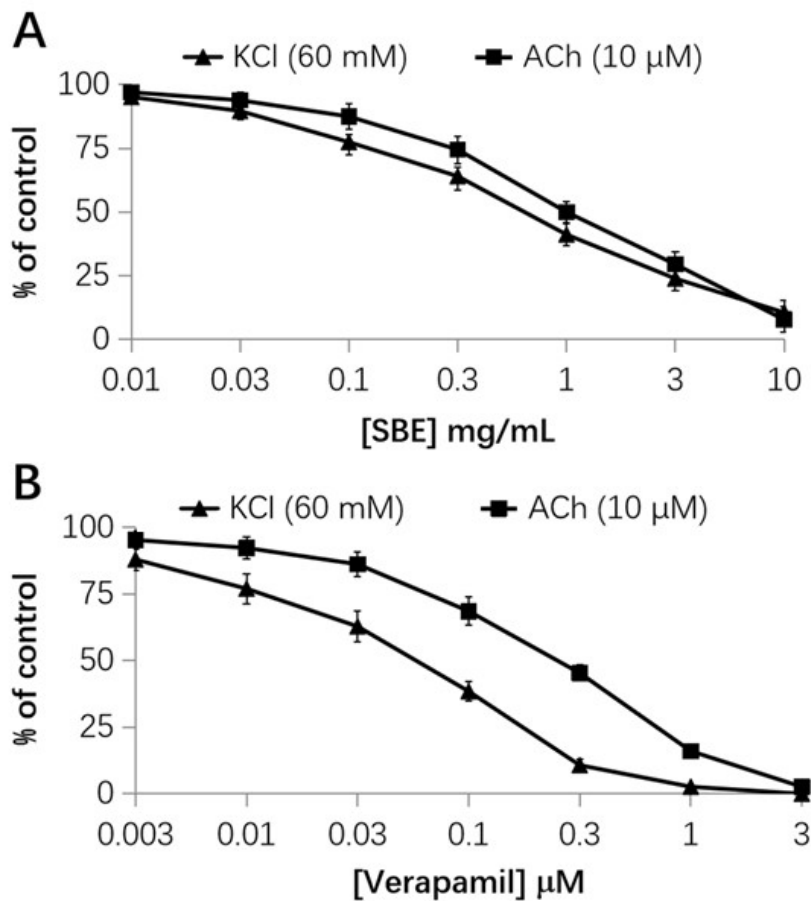 A
KCl (60 mM) ACh (10 μM)
100
75
50
25
0
% of control
0.01 0.03 0.1 0.3 1 3 10
[SBE] mg/mL
B
KCl (60 mM) ACh (10 μM)
100
75
50
25
0
% of control
0.003 0.01 0.03 0.1 0.3 1 3
[Verapamil] μM